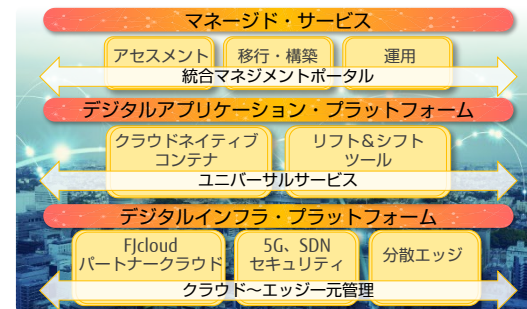 マネージド・サービス
アセスメント 移行・構築 運用
統合マネジメントポータル
デジタルアプリケーション・プラットフォーム
クラウドネイティブ
コンテナ
リフト＆シフト
ツール
ユニバーサルサービス
デジタルインフラ・プラットフォーム
FJcloud
パートナークラウド
5G、SDN
セキュリティ
分散エッジ
クラウド～エッジ一元管理